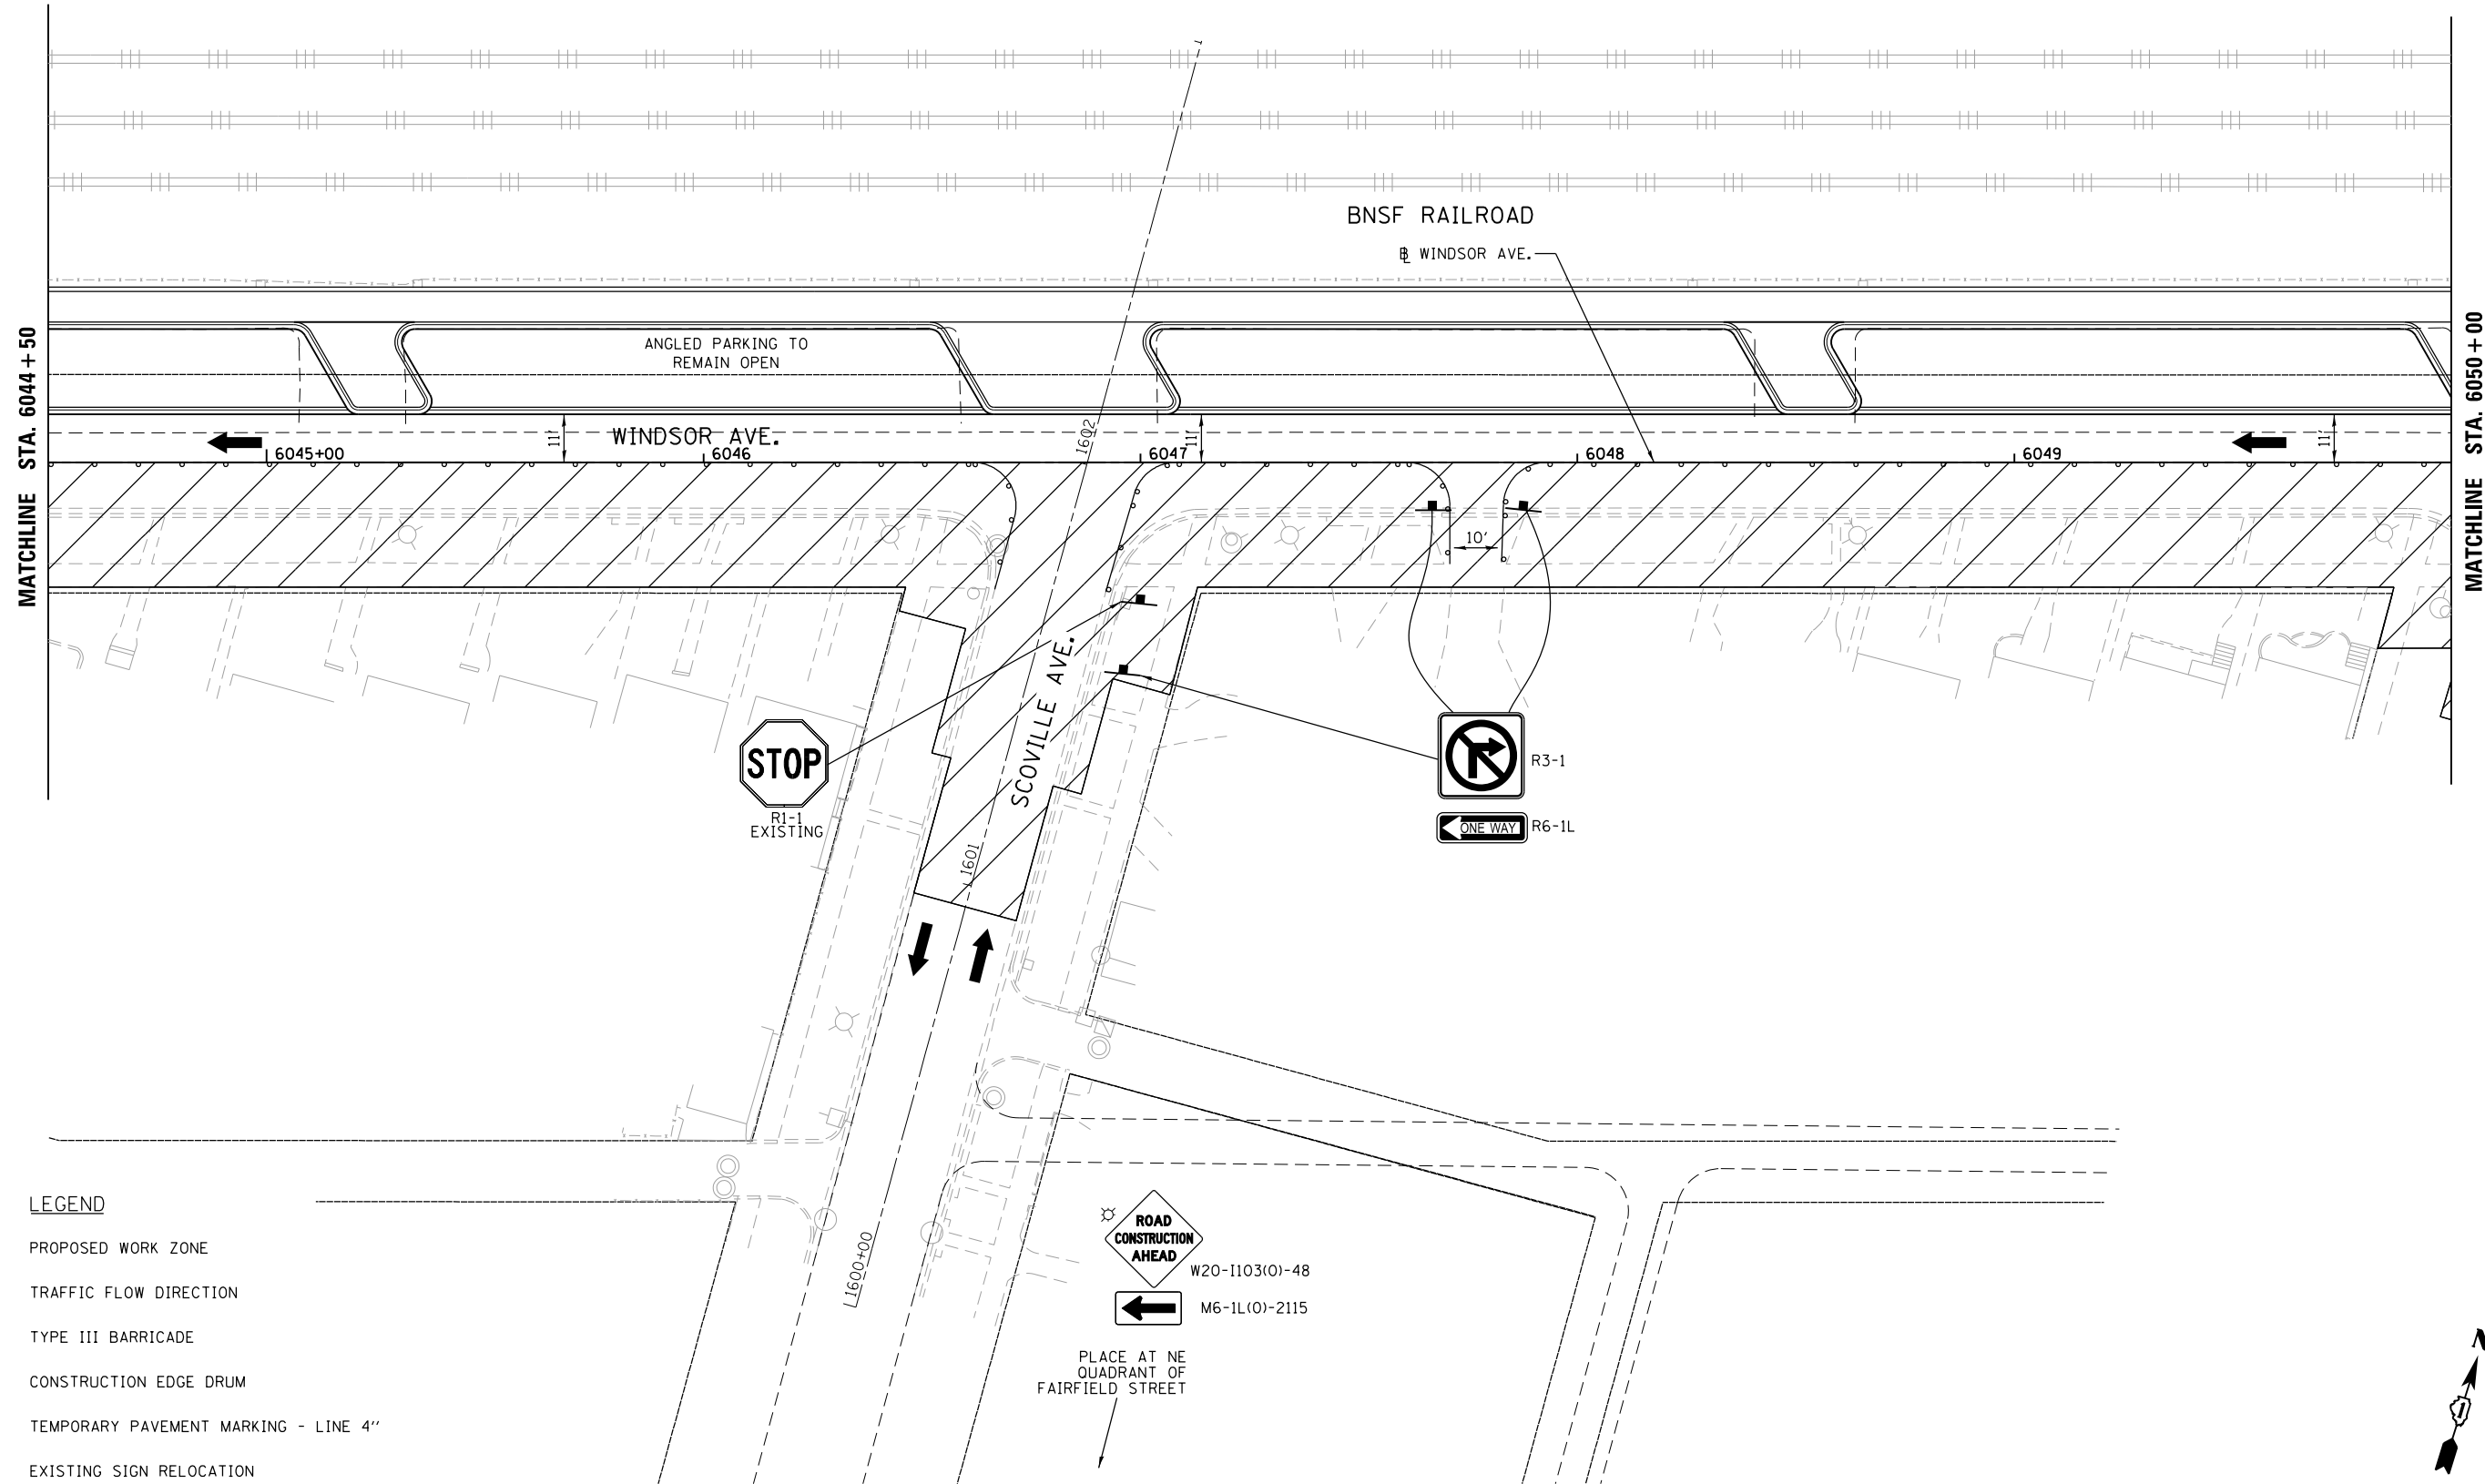 BNSF RAILROAD
℄ WINDSOR AVE.
MATCHLINE STA. 6044+50
MATCHLINE STA. 6050+00
ANGLED PARKING TO
REMAIN OPEN
11'
WINDSOR AVE.
1602
11'
11'
6045+00
6046
6047
6048
6049
10'
SCOVILLE AVE.
STOP
R1-1
EXISTING
R3-1
ONE WAY
R6-1L
1601
L1600+00
LEGEND
PROPOSED WORK ZONE
TRAFFIC FLOW DIRECTION
TYPE III BARRICADE
CONSTRUCTION EDGE DRUM
TEMPORARY PAVEMENT MARKING - LINE 4''
EXISTING SIGN RELOCATION
ROAD
CONSTRUCTION
AHEAD
W20-I103(O)-48
M6-1L(O)-2115
PLACE AT NE
QUADRANT OF
FAIRFIELD STREET